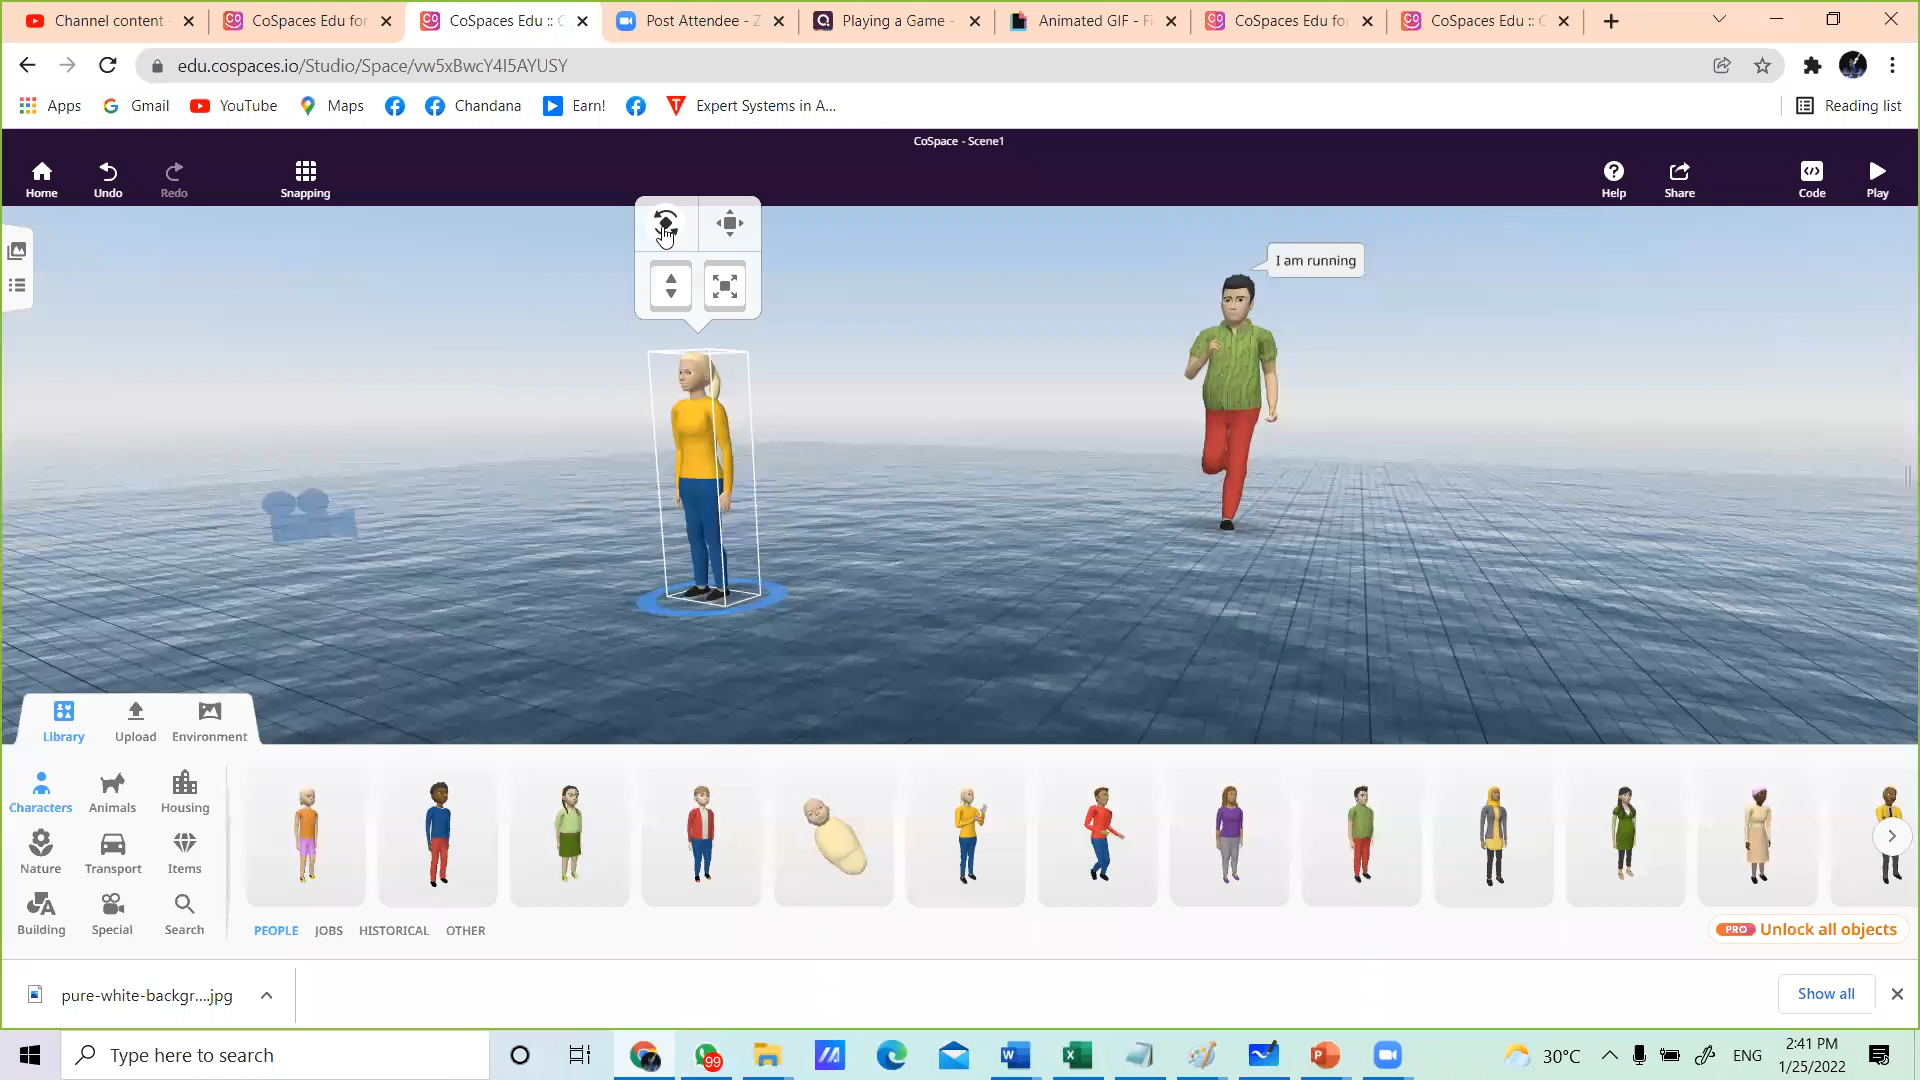 Channel content
CoSpaces Edu for
CoSpaces Edu :: C
Post Attendee - Z
Playing a Game -
Animated GIF - Fi
CoSpaces Edu fo
CoSpaces Edu :: C
edu.cospaces.io/Studio/Space/vw5xBwcY4I5AYUSY
Apps
Gmail
YouTube
Maps
Chandana
Earn!
Expert Systems in A...
Reading list
CoSpace - Scene1
Home
Undo
Redo
Snapping
Help
Share
Code
Play
I am running
Library
Upload
Environment
Characters
Animals
Housing
Nature
Transport
Items
Building
Special
Search
PEOPLE
JOBS
HISTORICAL
OTHER
PRO Unlock all objects
pure-white-backgr....jpg
Show all
Type here to search
99
30°C
ENG
2:41 PM
1/25/2022